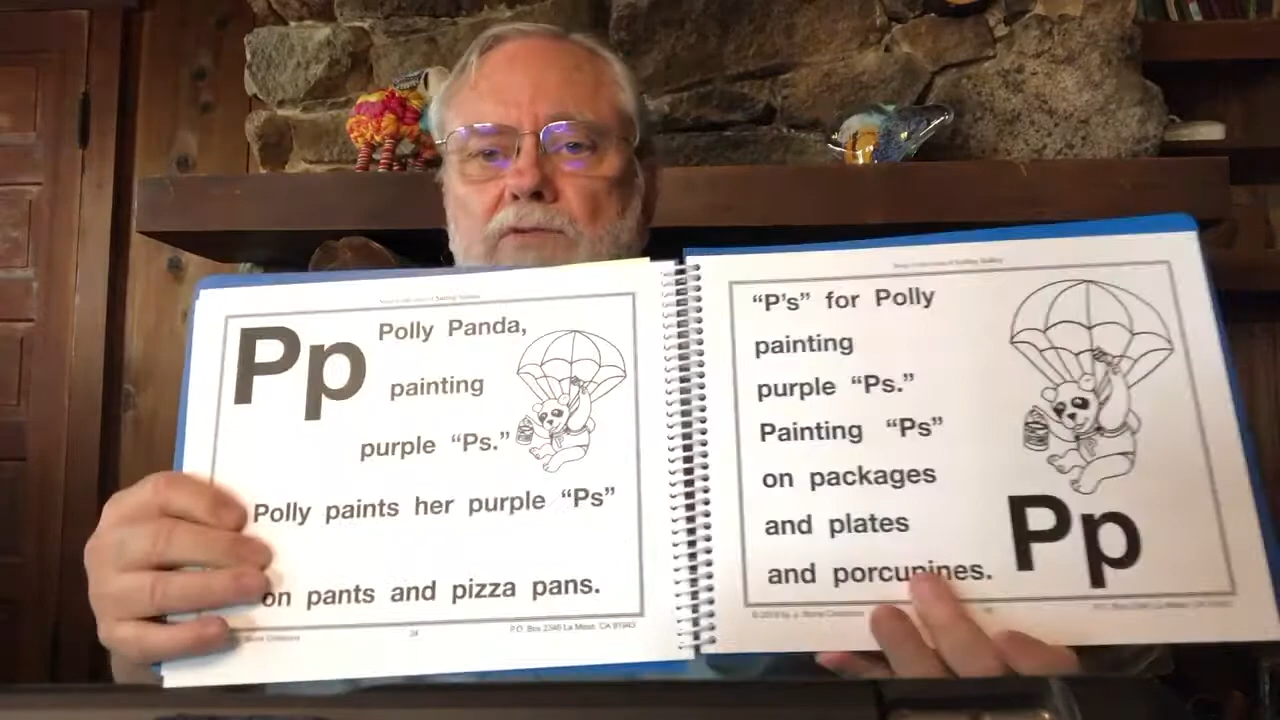 Pp
Polly Panda,
painting
purple “Ps.”
Polly paints her purple “Ps”
on pants and pizza pans.
24
P.O. Box 2346 La Mesa, CA 91943
“P’s” for Polly
painting
purple “Ps.”
Painting “Ps”
on packages
and plates
and porcupines.
Pp